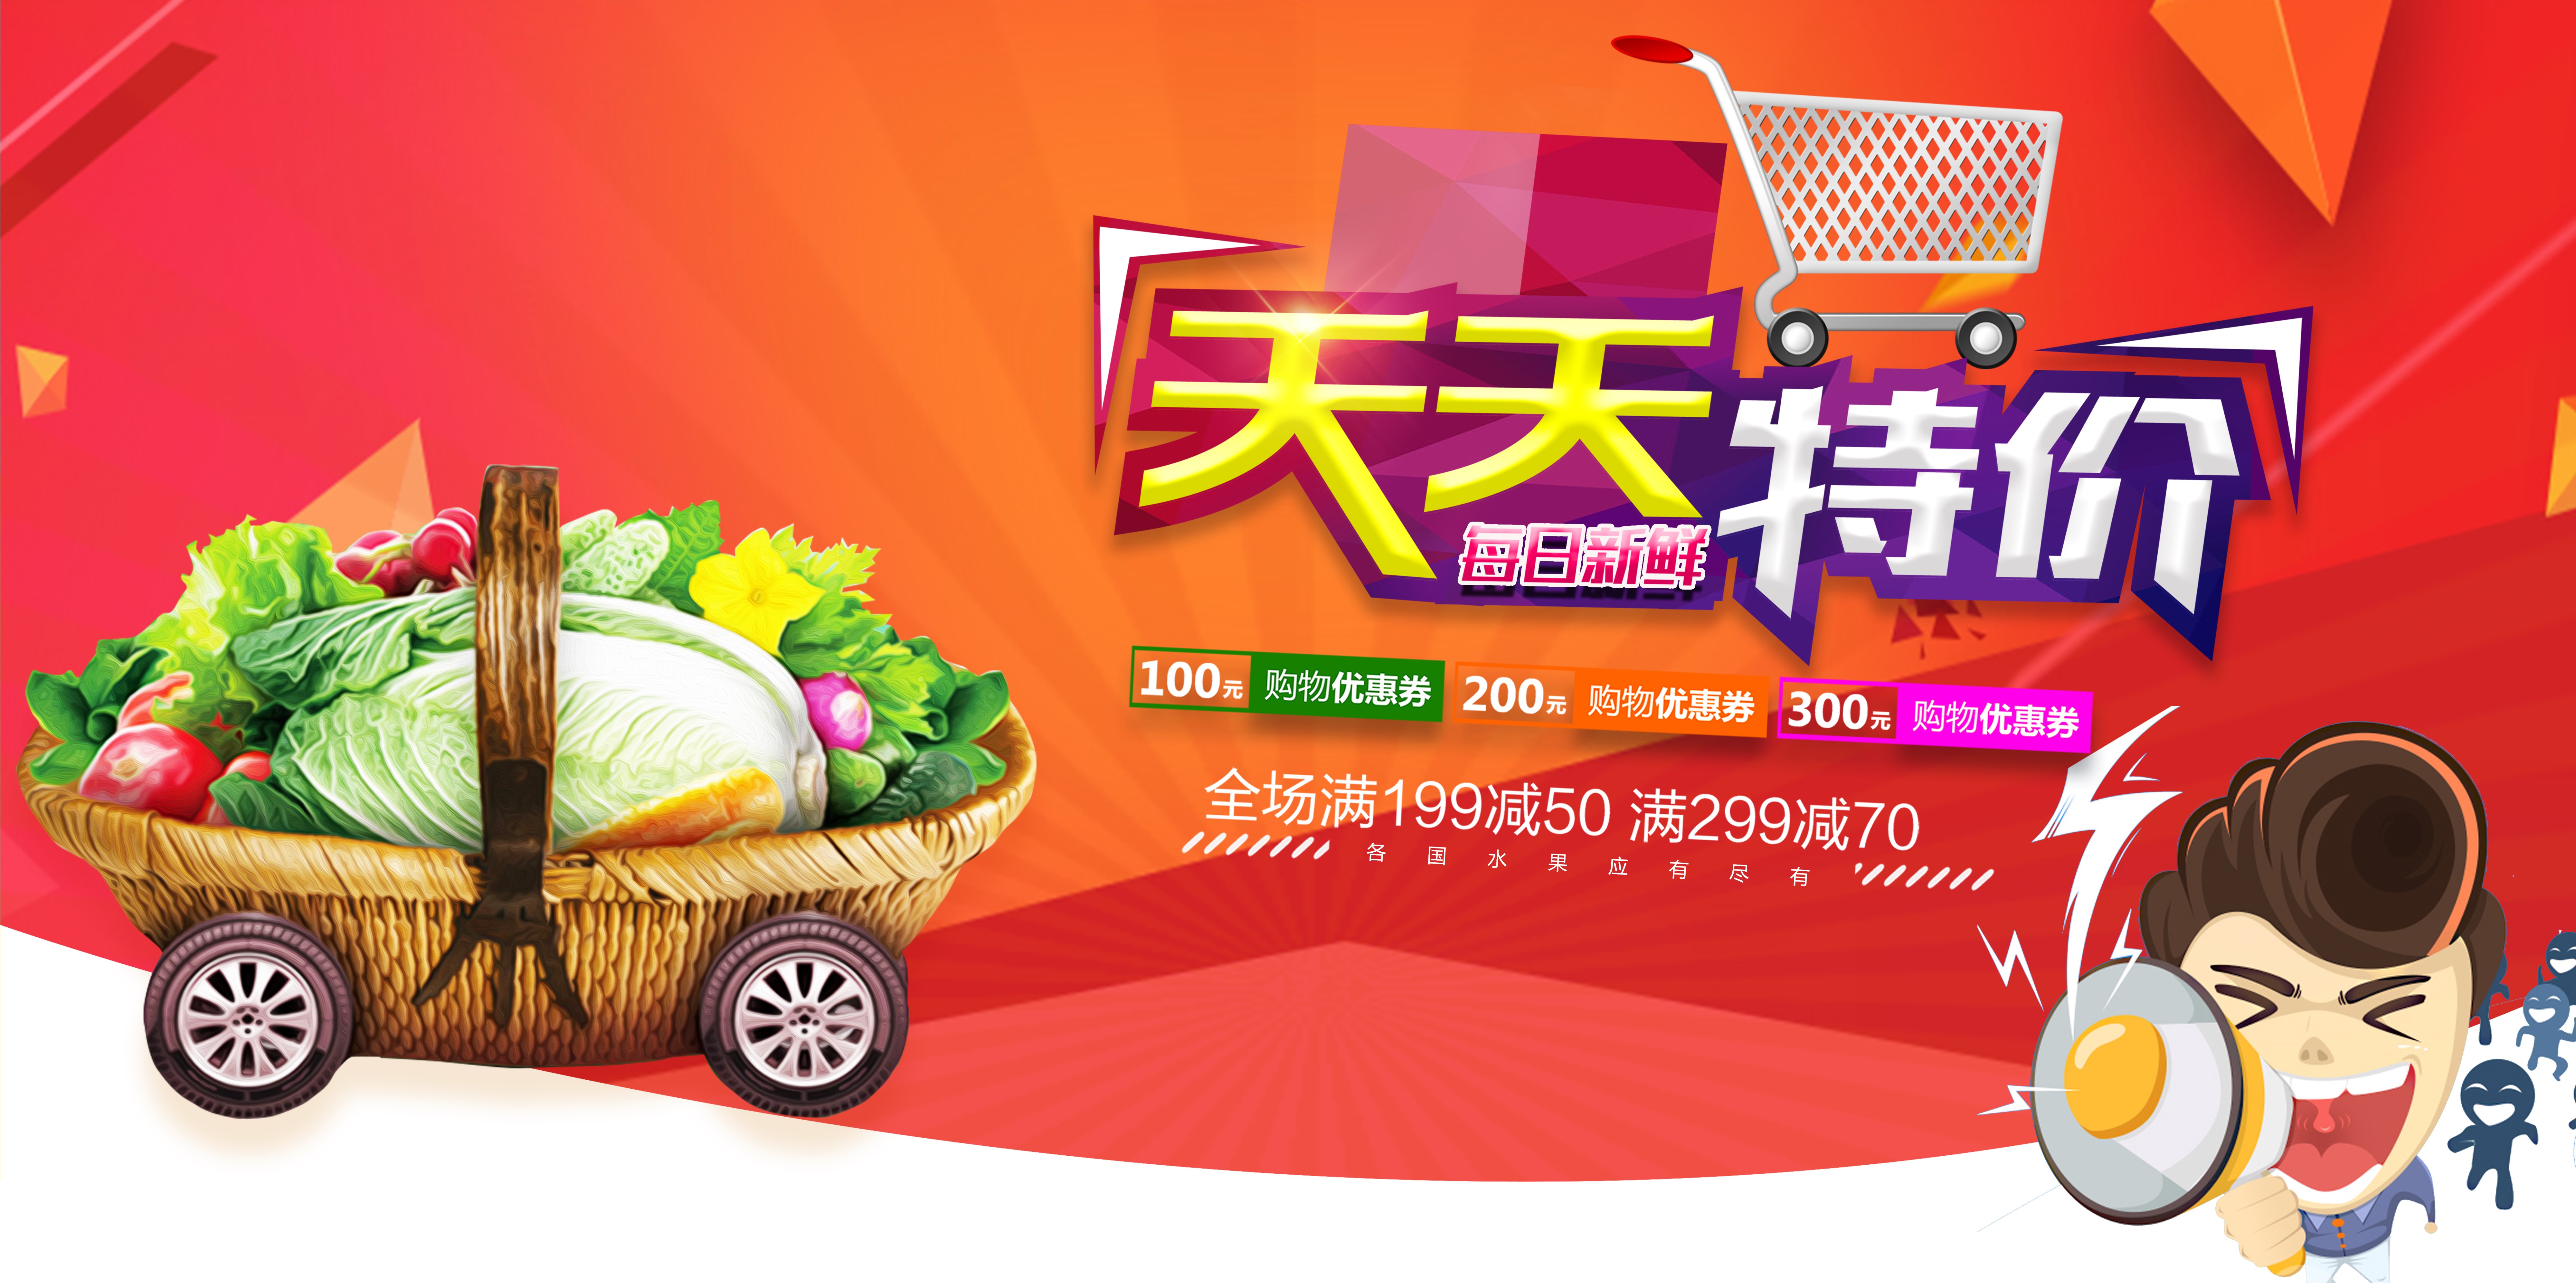 天天特价
每日新鲜
100元 购物优惠券 200元 购物优惠券 300元 购物优惠券
全场满199减50 满299减70
各国水果应有尽有